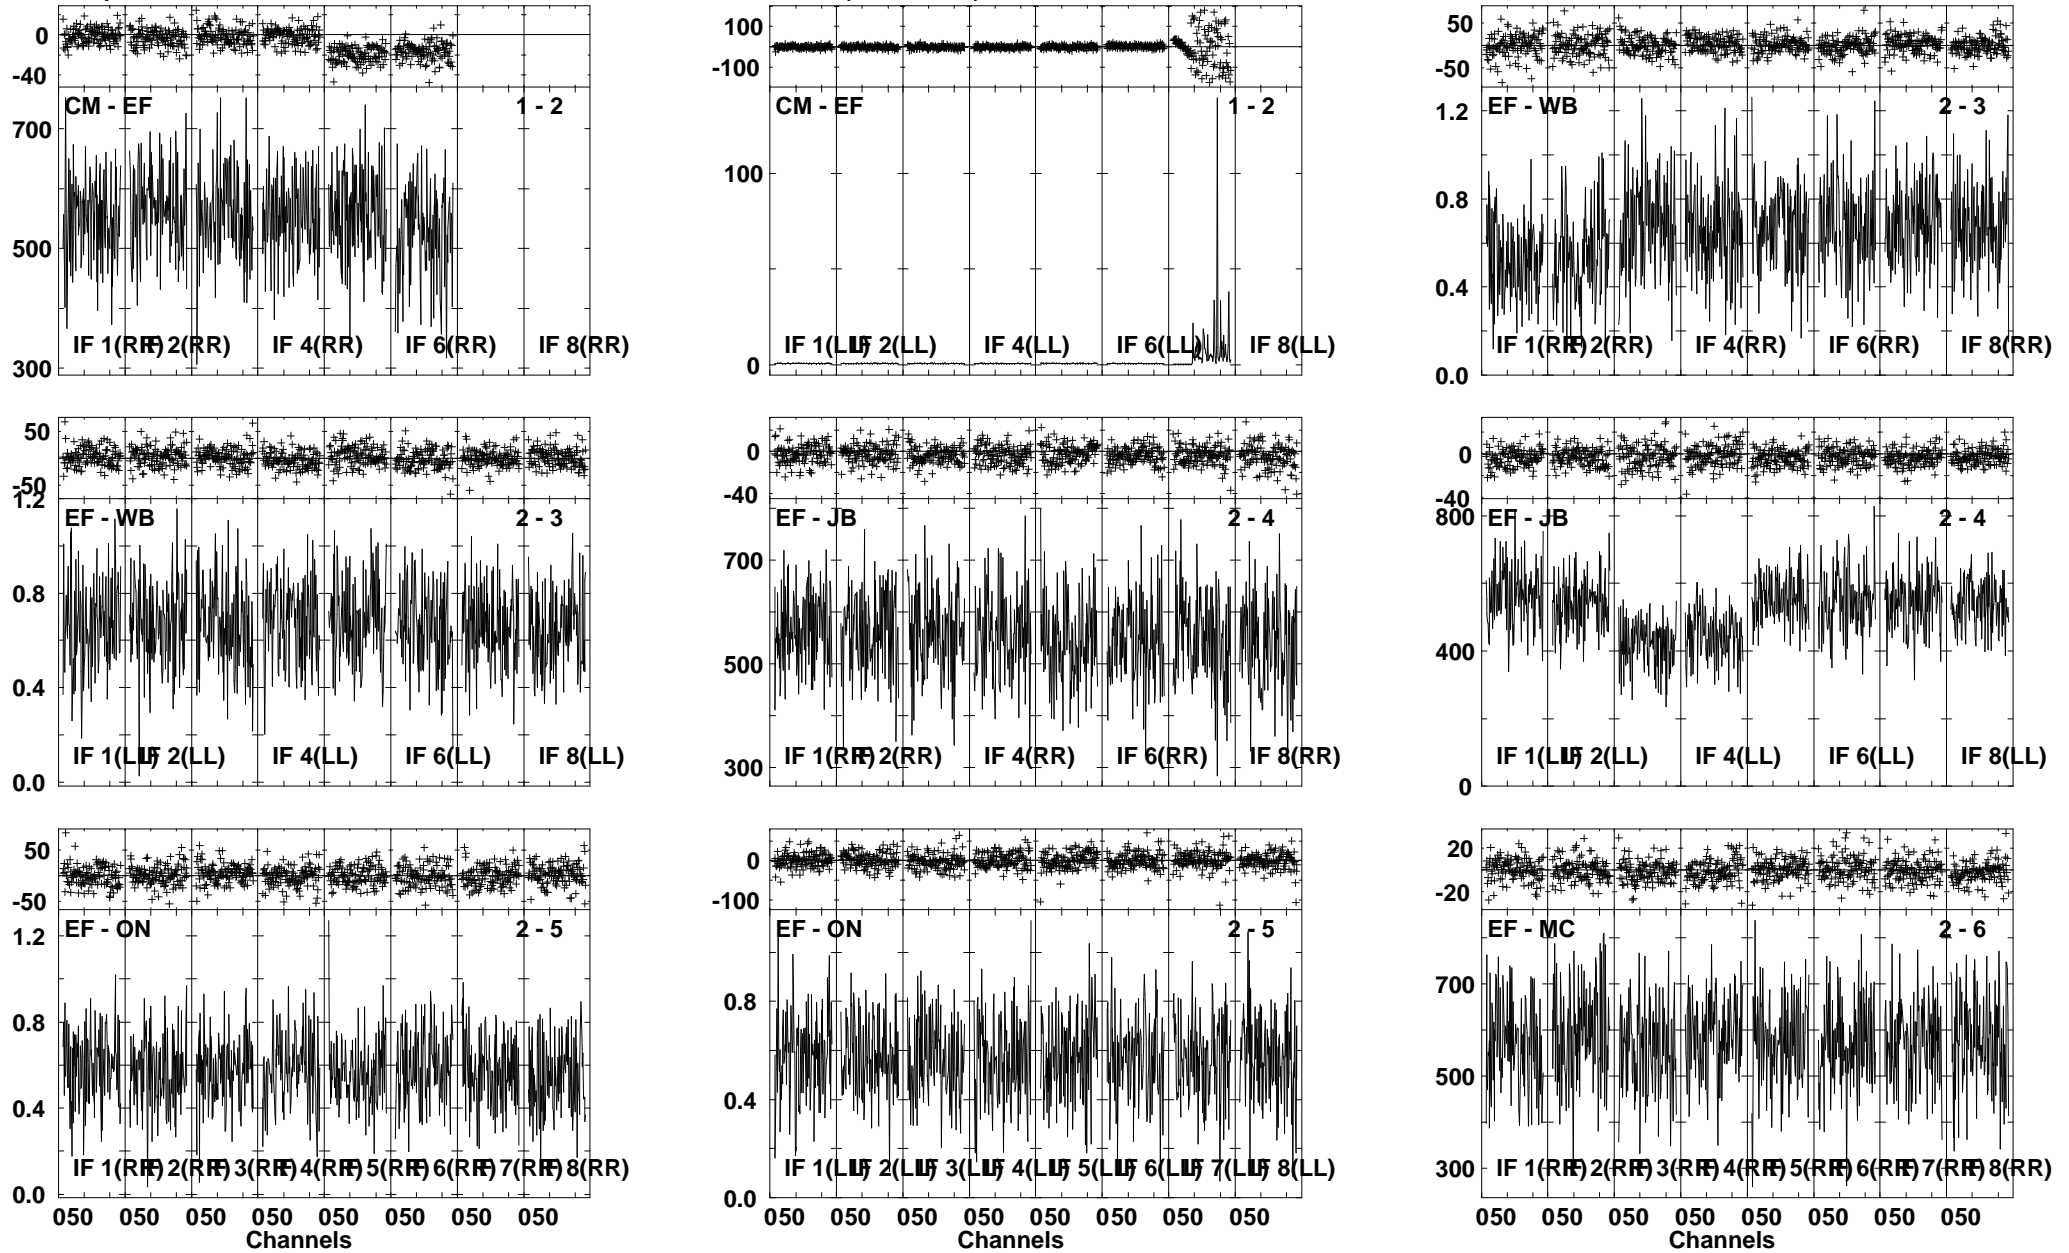 0
-40
CM - EF 1 - 2
700
500
300
IF 1(RR) IF 2(RR) IF 4(RR) IF 6(RR) IF 8(RR)
100
-100
CM - EF 1 - 2
100
0
IF 1(LL) IF 2(LL) IF 4(LL) IF 6(LL) IF 8(LL)
50
-50
EF - WB 2 - 3
1.2
0.8
0.4
0.0
IF 1(RR) IF 2(RR) IF 4(RR) IF 6(RR) IF 8(RR)
50
-50
1.2
EF - WB 2 - 3
0.8
0.4
0.0
IF 1(LL) IF 2(LL) IF 4(LL) IF 6(LL) IF 8(LL)
0
-40
EF - JB 2 - 4
700
500
300
IF 1(RR) IF 2(RR) IF 4(RR) IF 6(RR) IF 8(RR)
0
-40
800
EF - JB 2 - 4
400
0
IF 1(LL) IF 2(LL) IF 4(LL) IF 6(LL) IF 8(LL)
50
-50
EF - ON 2 - 5
1.2
0.8
0.4
0.0
IF 1(RR) IF 2(RR) IF 3(RR) IF 4(RR) IF 5(RR) IF 6(RR) IF 7(RR) IF 8(RR)
050 050 050 050 050 050 050 050
Channels
0
-100
EF - ON 2 - 5
0.8
0.4
0.0
IF 1(LL) IF 2(LL) IF 3(LL) IF 4(LL) IF 5(LL) IF 6(LL) IF 7(LL) IF 8(LL)
050 050 050 050 050 050 050 050
Channels
20
-20
EF - MC 2 - 6
700
500
300
IF 1(RR) IF 2(RR) IF 3(RR) IF 4(RR) IF 5(RR) IF 6(RR) IF 7(RR) IF 8(RR)
050 050 050 050 050 050 050 050
Channels